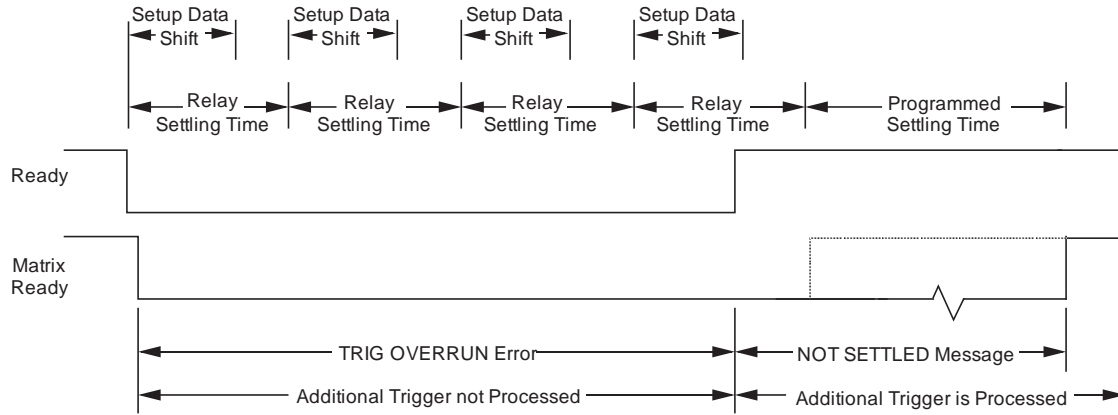 Setup Data
Shift
Setup Data
Shift
Setup Data
Shift
Setup Data
Shift
Relay
Settling Time
Relay
Settling Time
Relay
Settling Time
Relay
Settling Time
Programmed
Settling Time
Ready
Matrix
Ready
TRIG OVERRUN Error
NOT SETTLED Message
Additional Trigger not Processed
Additional Trigger is Processed